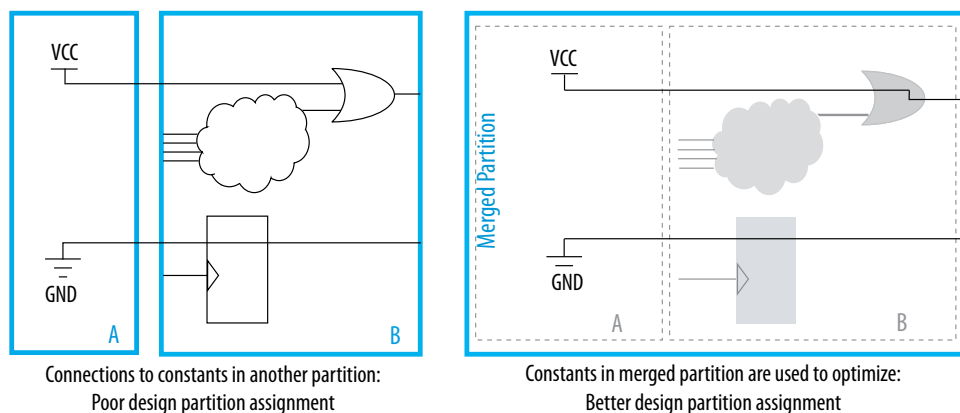 VCC
GND
A
B
Connections to constants in another partition:
Poor design partition assignment
Merged Partition
VCC
GND
A
B
Constants in merged partition are used to optimize:
Better design partition assignment